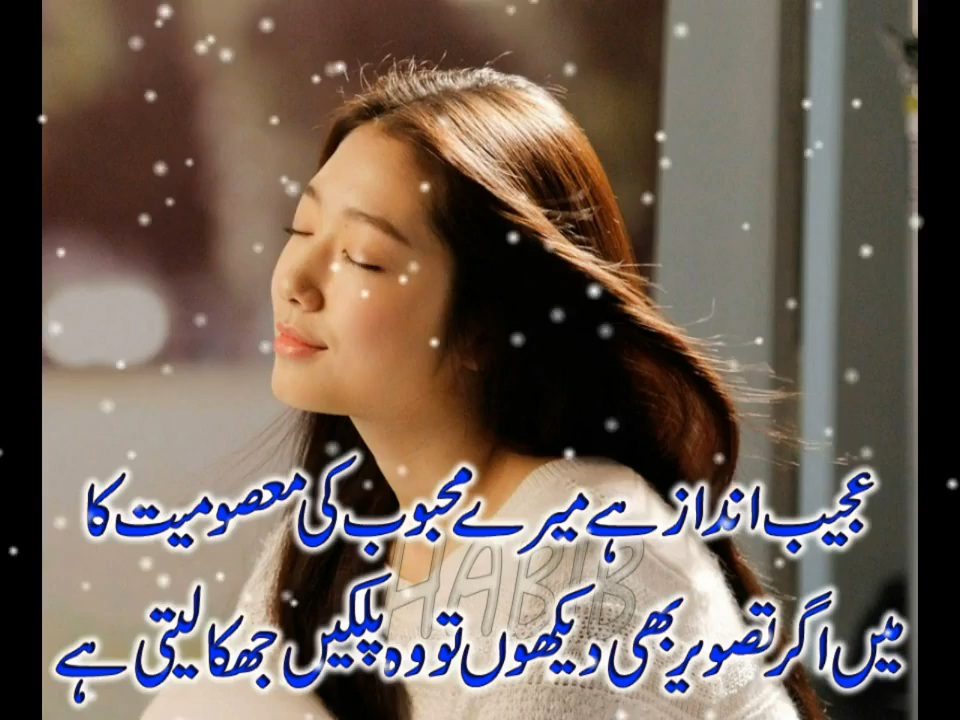 عجیب انداز ہے میرے محبوب کی معصومیت کا
HABIB
میں اگر تصویر بھی دیکھوں تو وہ پلکیں جھکا لیتی ہے